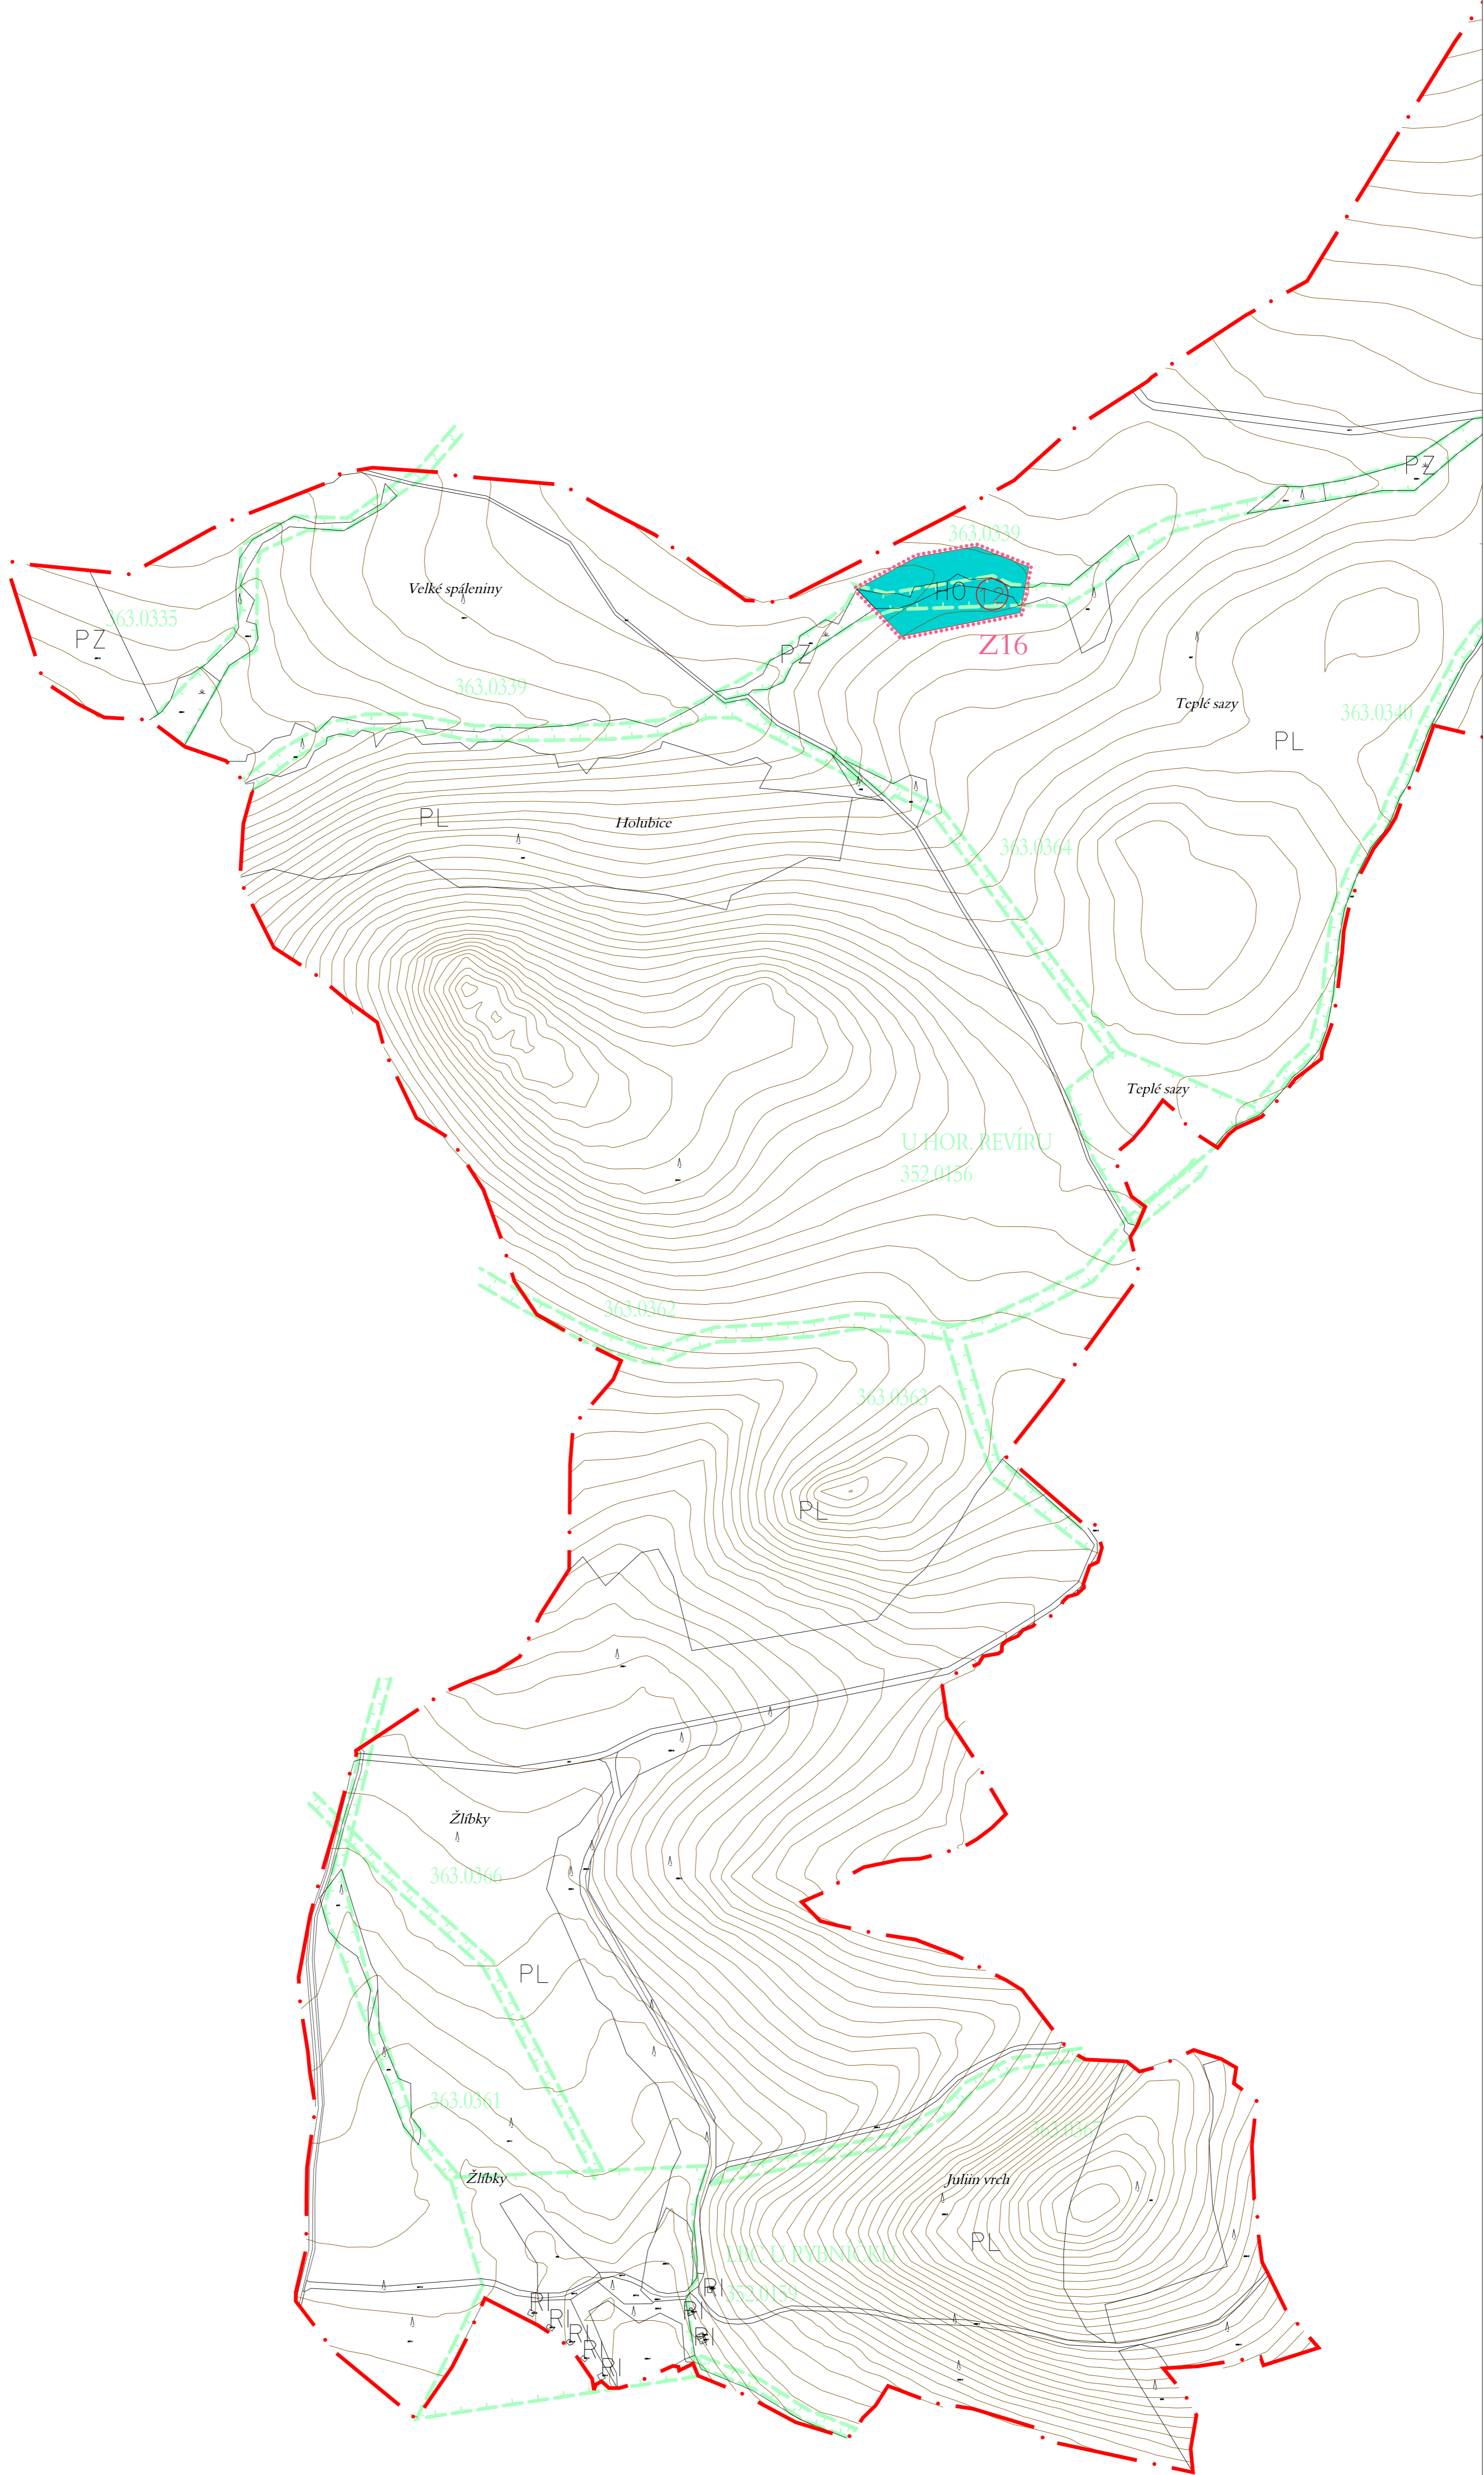 PZ
363.0339
Velké spáleniny
HO
12
363.0335
PZ
Z16
PZ
363.0339
Teplé sazy
363.0340
PL
PL
Holubice
363.0364
Teplé sazy
U HOR. REVÍRU
352.0156
363.0362
363.0363
PL
Žlíbky
363.0366
PL
363.0361
Žlíbky
Juliin vrch
PL
LBC U RYBNÍČKU
352.0159
RI
RI
RI
RI
RI
RI
RI
RI